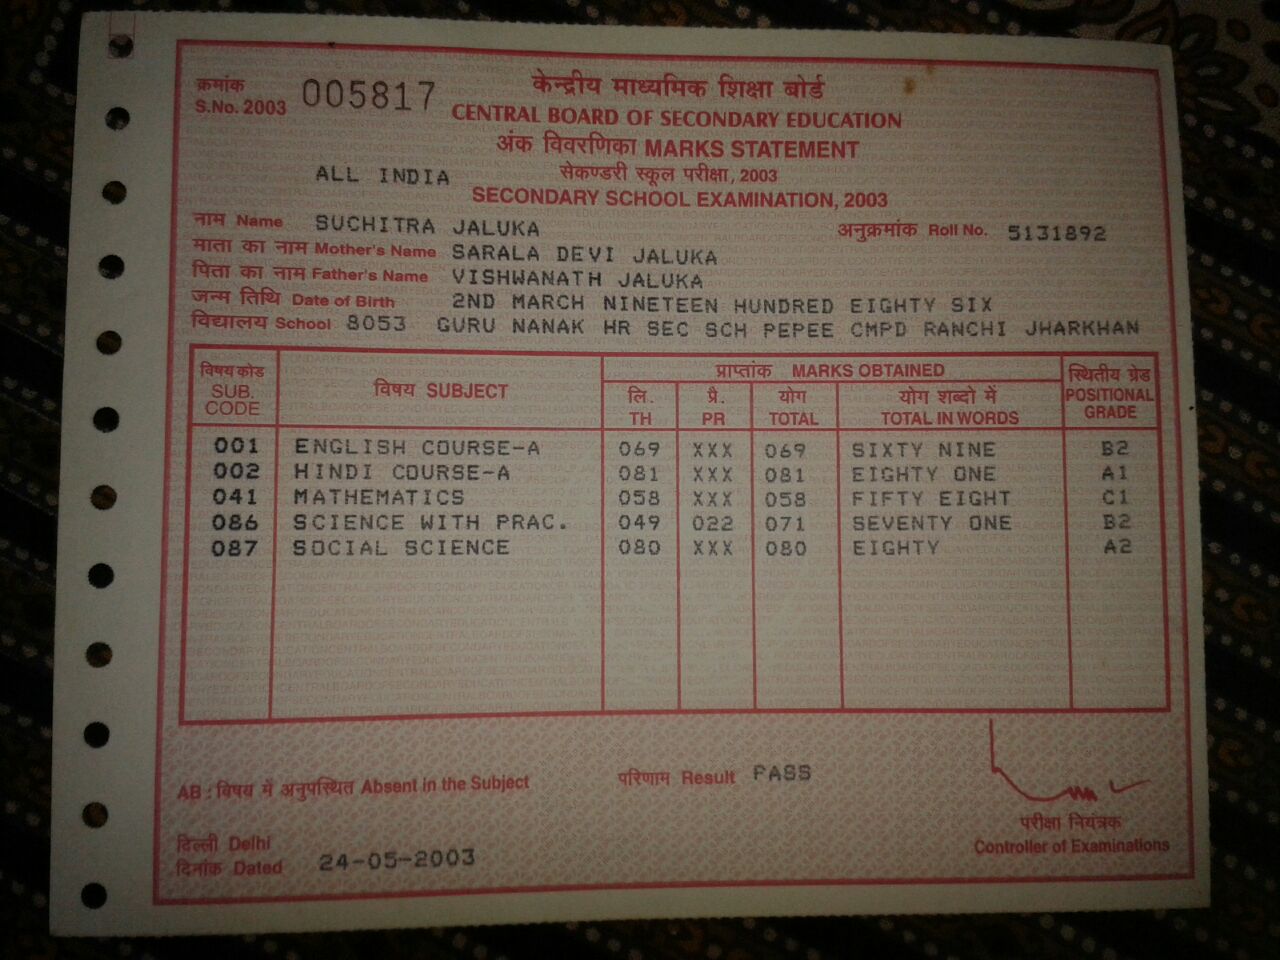 क्रमांक
S.No. 2003 005817
केन्द्रीय माध्यमिक शिक्षा बोर्ड
CENTRAL BOARD OF SECONDARY EDUCATION
अंक विवरणिका MARKS STATEMENT
ALL INDIA सेकण्डरी स्कूल परीक्षा, 2003
SECONDARY SCHOOL EXAMINATION, 2003
नाम Name SUCHITRA JALUKA अनुक्रमांक Roll No. 5131892
माता का नाम Mother's Name SARALA DEVI JALUKA
पिता का नाम Father's Name VISHWANATH JALUKA
जन्म तिथि Date of Birth 2ND MARCH NINETEEN HUNDRED EIGHTY SIX
विद्यालय School 8053 GURU NANAK HR SEC SCH PEPEE CMPD RANCHI JHARKHAN
विषय कोड SUB. CODE विषय SUBJECT प्राप्तांक MARKS OBTAINED स्थितीय ग्रेड POSITIONAL GRADE
लि. TH प्रै. PR योग TOTAL योग शब्दो में TOTAL IN WORDS
001 ENGLISH COURSE-A 069 XXX 069 SIXTY NINE B2
002 HINDI COURSE-A 081 XXX 081 EIGHTY ONE A1
041 MATHEMATICS 058 XXX 058 FIFTY EIGHT C1
086 SCIENCE WITH PRAC. 049 022 071 SEVENTY ONE B2
087 SOCIAL SCIENCE 080 XXX 080 EIGHTY A2
AB : विषय में अनुपस्थित Absent in the Subject परिणाम Result PASS
परीक्षा नियंत्रक
Controller of Examinations
दिल्ली Delhi
दिनांक Dated 24-05-2003